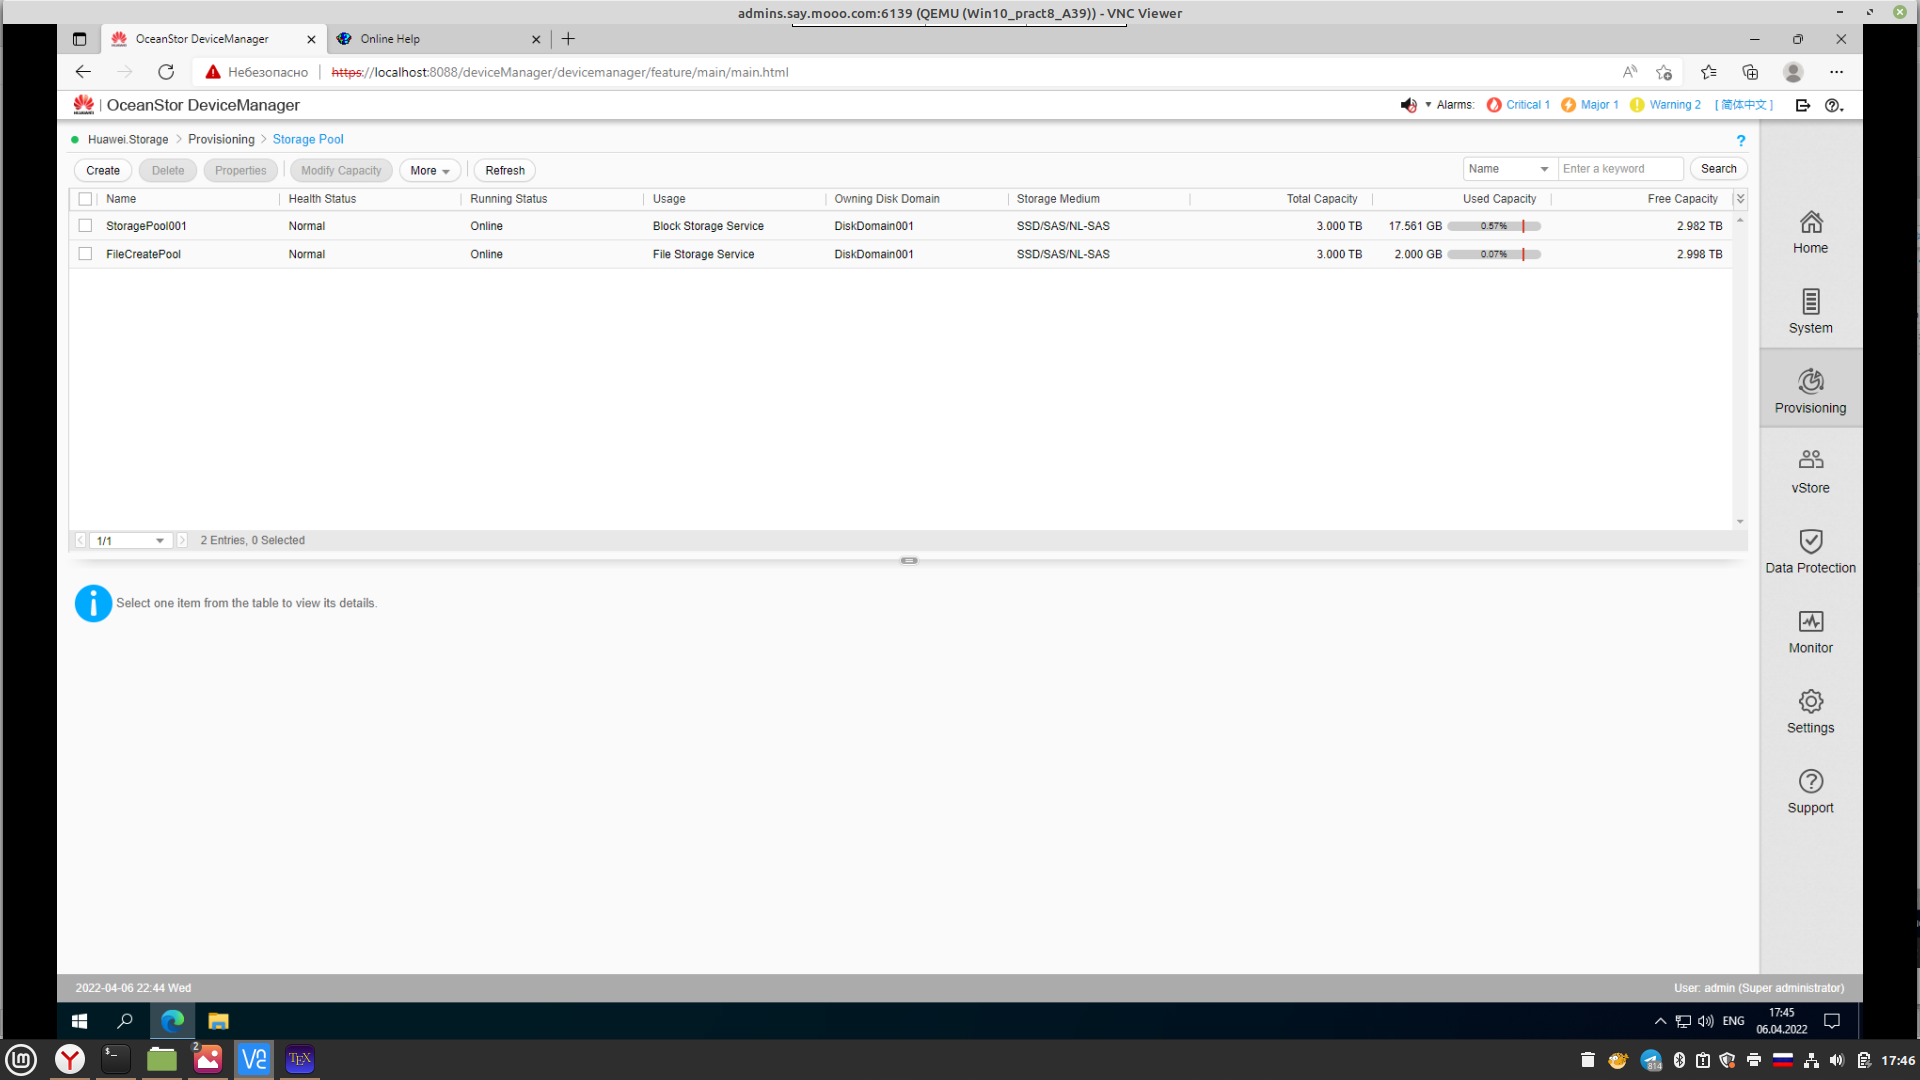 admins.say.mooo.com:6139 (QEMU (Win10_pract8_A39)) - VNC Viewer
OceanStor DeviceManager
Online Help
Небезопасно
https://localhost:8088/deviceManager/devicemanager/feature/main/main.html
HUAWEI | OceanStor DeviceManager
Alarms: Critical 1 Major 1 Warning 2 [ 简体中文 ]
Huawei.Storage > Provisioning > Storage Pool
?
Create Delete Properties Modify Capacity More Refresh
Name Enter a keyword Search
Name Health Status Running Status Usage Owning Disk Domain Storage Medium Total Capacity Used Capacity Free Capacity
StoragePool001 Normal Online Block Storage Service DiskDomain001 SSD/SAS/NL-SAS 3.000 TB 17.561 GB 0.57% 2.982 TB
FileCreatePool Normal Online File Storage Service DiskDomain001 SSD/SAS/NL-SAS 3.000 TB 2.000 GB 0.07% 2.998 TB
1/1 2 Entries, 0 Selected
Select one item from the table to view its details.
Home
System
Provisioning
vStore
Data Protection
Monitor
Settings
Support
2022-04-06 22:44 Wed
User: admin (Super administrator)
ENG
17:45
06.04.2022
2
TEX
814
17:46